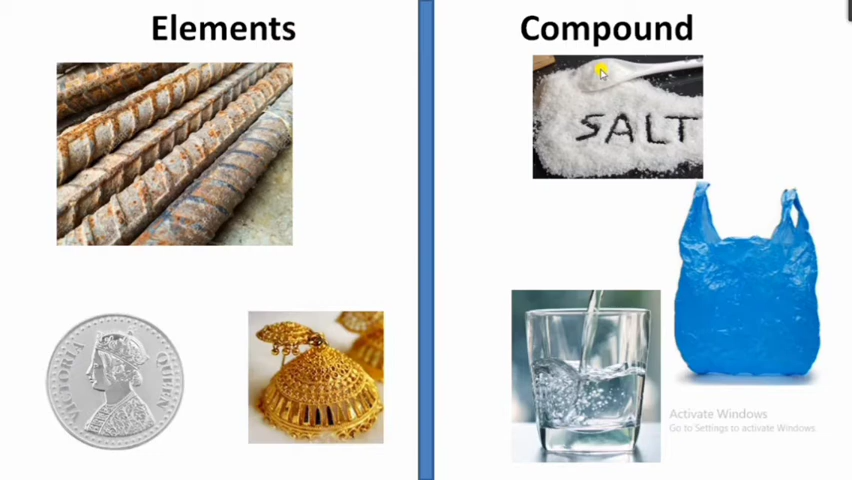 Elements
Compound
SALT
VICTORIA QUEEN
Activate Windows
Go to Settings to activate Windows